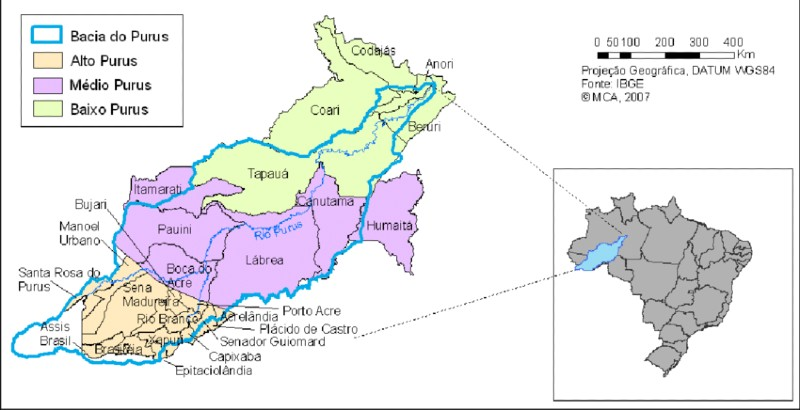 Bacia do Purus
Alto Purus
Médio Purus
Baixo Purus
0 50 100 200 300 400
Km
Projeção Geográfica, DATUM WGS84
Fonte: IBGE
© MCA, 2007
Codajás
Anori
Coari
Beruri
Tapauá
Itamarati
Canutama
Bujari
Pauini
Rio Purus
Humaitá
Manoel
Urbano
Lábrea
Boca do
Acre
Santa Rosa do
Purus
Sena
Madureira
Porto Acre
Rio Branco
Acrelândia
Plácido de Castro
Assis
Brasil
Xapuri
Senador Guiomard
Brasiléia
Capixaba
Epitaciolândia